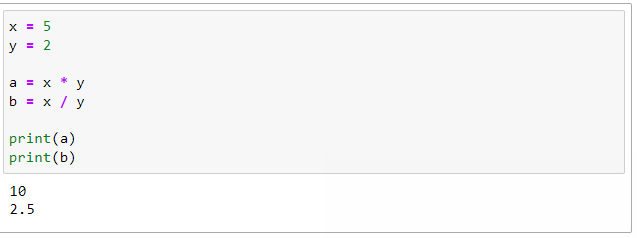 x = 5
y = 2
a = x * y
b = x / y
print(a)
print(b)
10
2.5